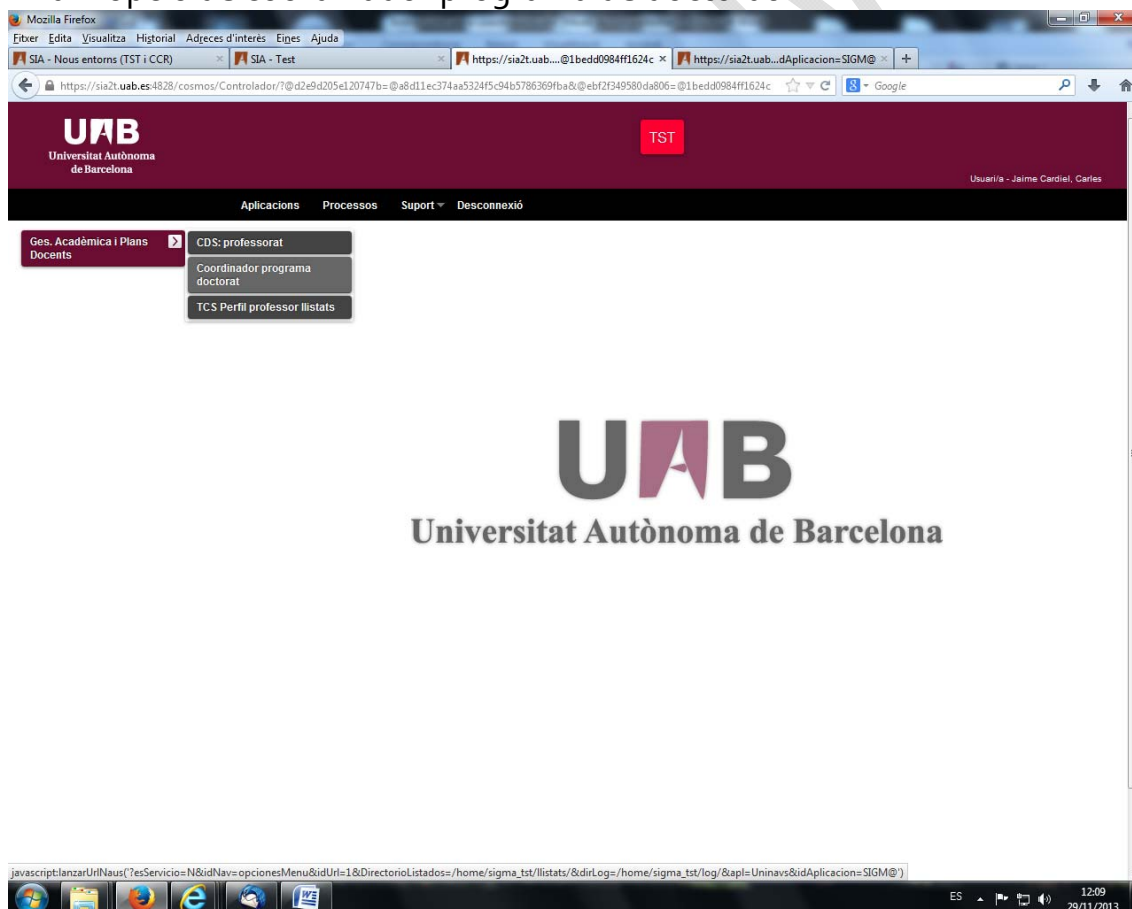 Mozilla Firefox
Fitxer Edita Visualitza Historial Adreces d'interès Eines Ajuda
SIA - Nous entorns (TST i CCR) SIA - Test https://sia2t.uab....@1bedd0984ff1624c https://sia2t.uab...dAplicacion=SIGM@
https://sia2t.uab.es:4828/cosmos/Controlador/?@d2e9d205e120747b=@a8d11ec374aa5324f5c94b5786369fba&@ebf2f349580da806=@1bedd0984ff1624c Google
UAB
Universitat Autònoma
de Barcelona
TST
Usuari/a - Jaime Cardiel, Carles
Aplicacions Processos Suport Desconnexió
Ges. Acadèmica i Plans
Docents
CDS: professorat
Coordinador programa
doctorat
TCS Perfil professor llistats
UAB
Universitat Autònoma de Barcelona
javascript:lanzarUrlNaus('?esServicio=N&idNav=opcionesMenu&idUrl=1&DirectorioListados=/home/sigma_tst/llistats/&dirLog=/home/sigma_tst/log/&apl=Uninavs&idAplicacion=SIGM@')
ES
12:09
29/11/2013